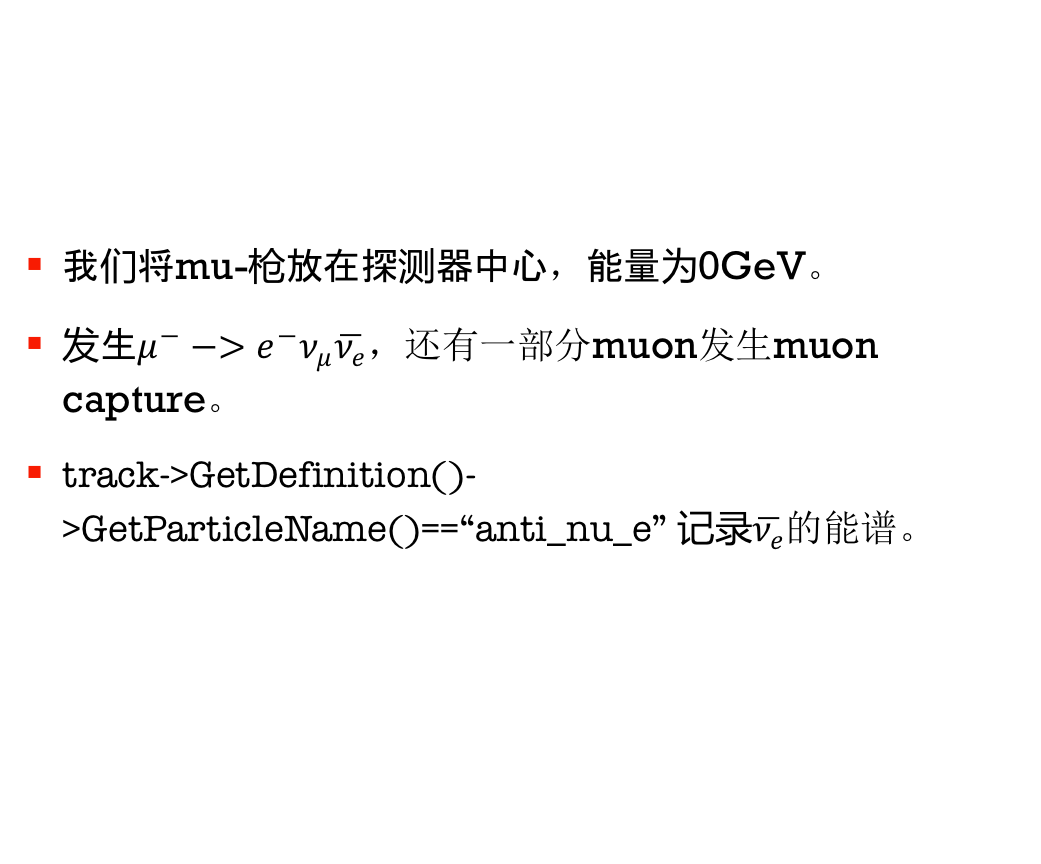 ▪ 我们将mu-枪放在探测器中心，能量为0GeV。
▪ 发生μ⁻ −> e⁻ν_μν̅_e，还有一部分muon发生muon
capture。
▪ track->GetDefinition()-
>GetParticleName()==“anti_nu_e” 记录ν̅_e的能谱。